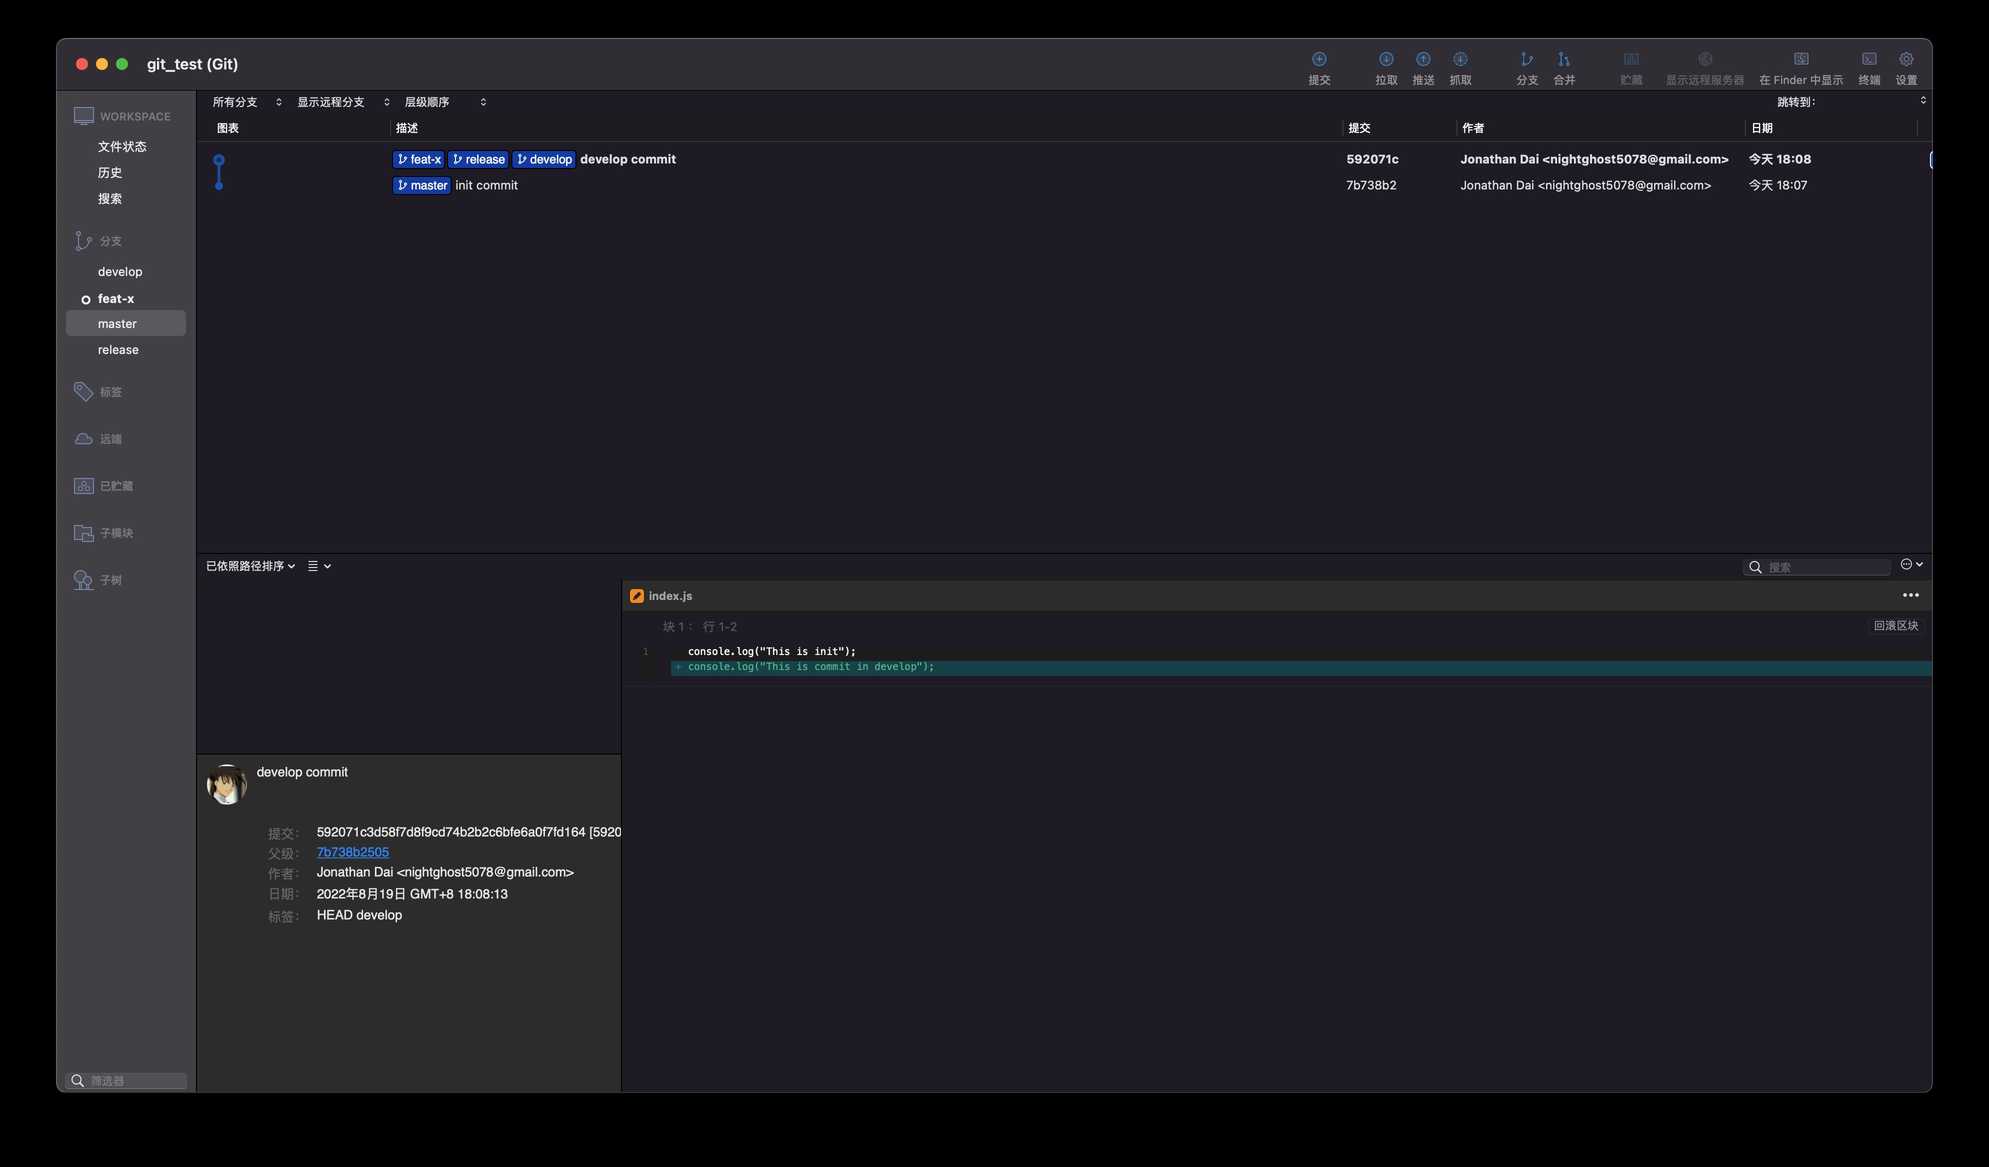 git_test (Git)
提交
拉取
推送
抓取
分支
合并
贮藏
显示远程服务器
在 Finder 中显示
终端
设置
WORKSPACE
文件状态
历史
搜索
分支
develop
feat-x
master
release
标签
远端
已贮藏
子模块
子树
筛选器
所有分支
显示远程分支
层级顺序
跳转到:
图表 描述 提交 作者 日期
feat-x release develop develop commit 592071c Jonathan Dai <nightghost5078@gmail.com> 今天 18:08
master init commit 7b738b2 Jonathan Dai <nightghost5078@gmail.com> 今天 18:07
已依照路径排序
搜索
index.js
块 1： 行 1-2
回滚区块
1 console.log("This is init");
+ console.log("This is commit in develop");
develop commit
提交： 592071c3d58f7d8f9cd74b2b2c6bfe6a0f7fd164 [5920
父级： 7b738b2505
作者： Jonathan Dai <nightghost5078@gmail.com>
日期： 2022年8月19日 GMT+8 18:08:13
标签： HEAD develop